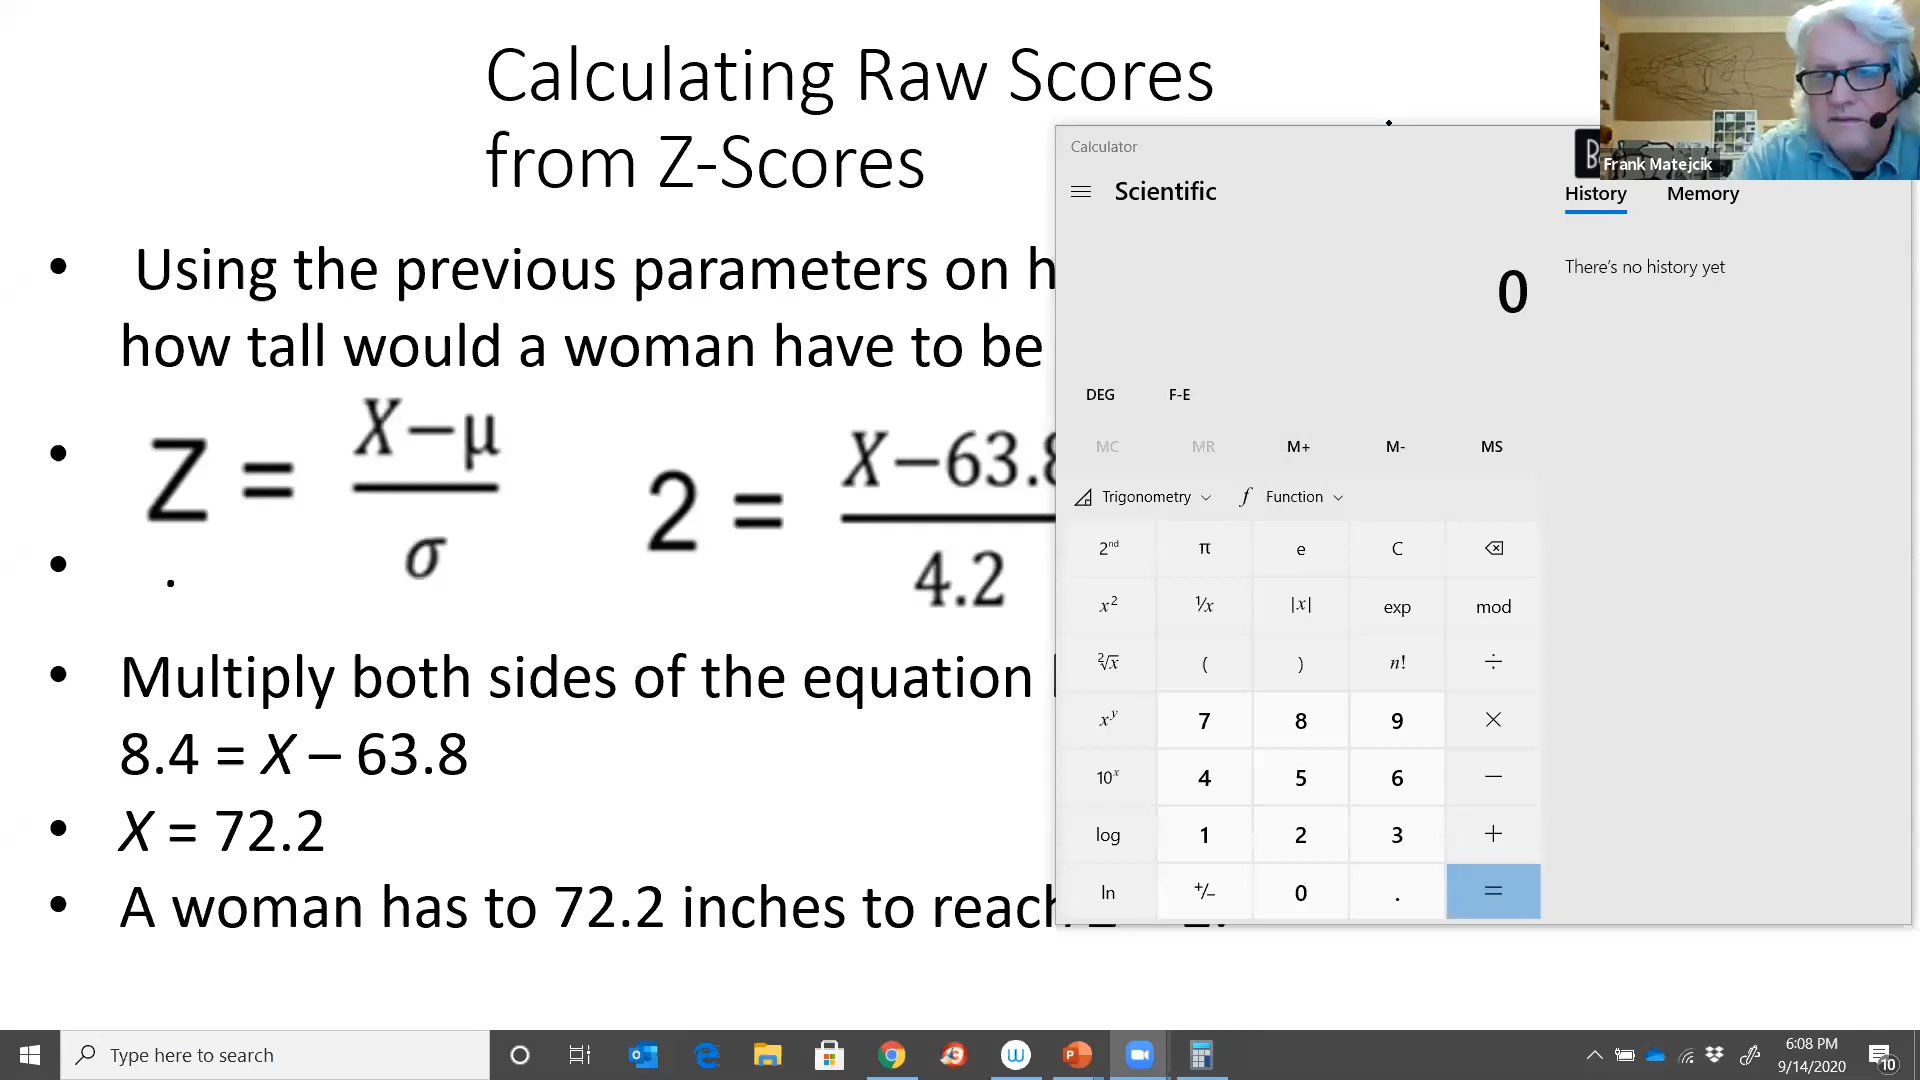 Calculating Raw Scores
from Z-Scores
• Using the previous parameters on h
how tall would a woman have to be
• Z = X−µ / σ
2 = X−63.8 / 4.2
• .
• Multiply both sides of the equation
8.4 = X – 63.8
• X = 72.2
• A woman has to 72.2 inches to reach
Calculator
Scientific
0
DEG F-E
MC MR M+ M- MS
Trigonometry f Function
2nd π e C
x² ¹/x |x| exp mod
²√x ( ) n! ÷
xʸ 7 8 9 ×
10ˣ 4 5 6 −
log 1 2 3 +
ln +/− 0 . =
Frank Matejcik
History Memory
There's no history yet
Type here to search
6:08 PM
9/14/2020
10